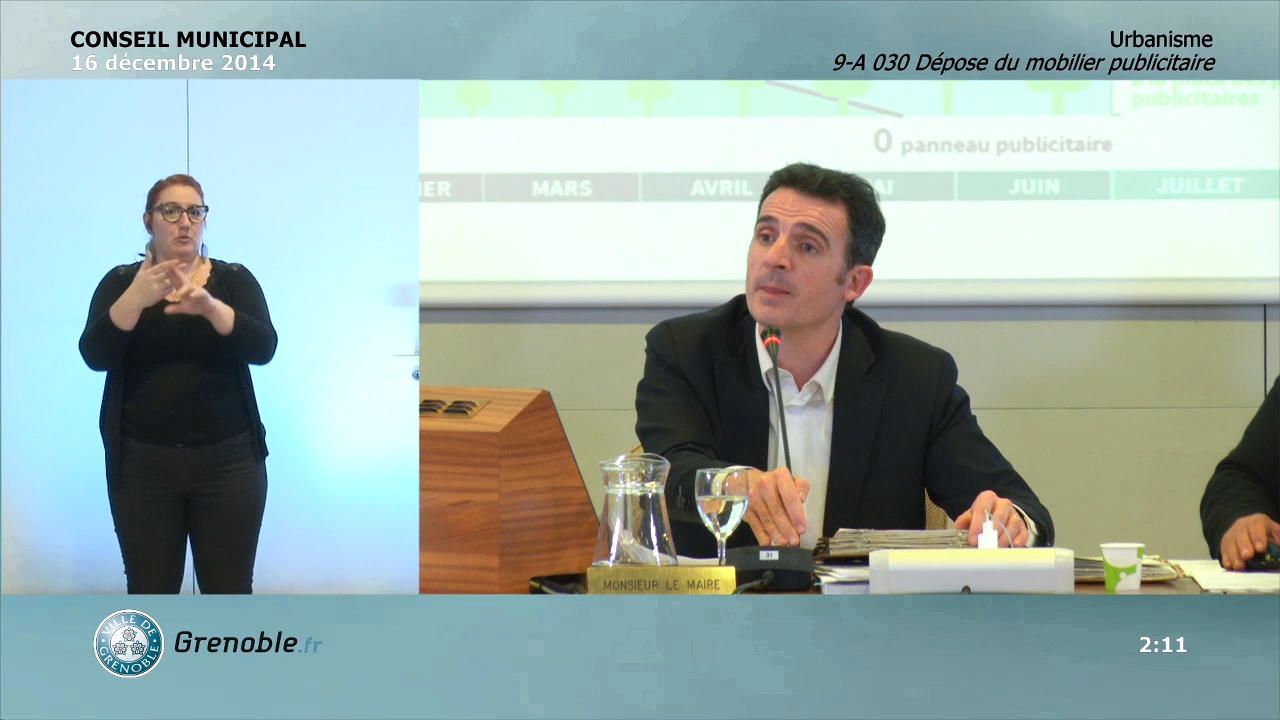 CONSEIL MUNICIPAL
16 décembre 2014
Urbanisme
9-A 030 Dépose du mobilier publicitaire
publicitaires
0 panneau publicitaire
MARS AVRIL JUIN JUILLET
31
MONSIEUR LE MAIRE
VILLE DE GRENOBLE
Grenoble.fr
2:11